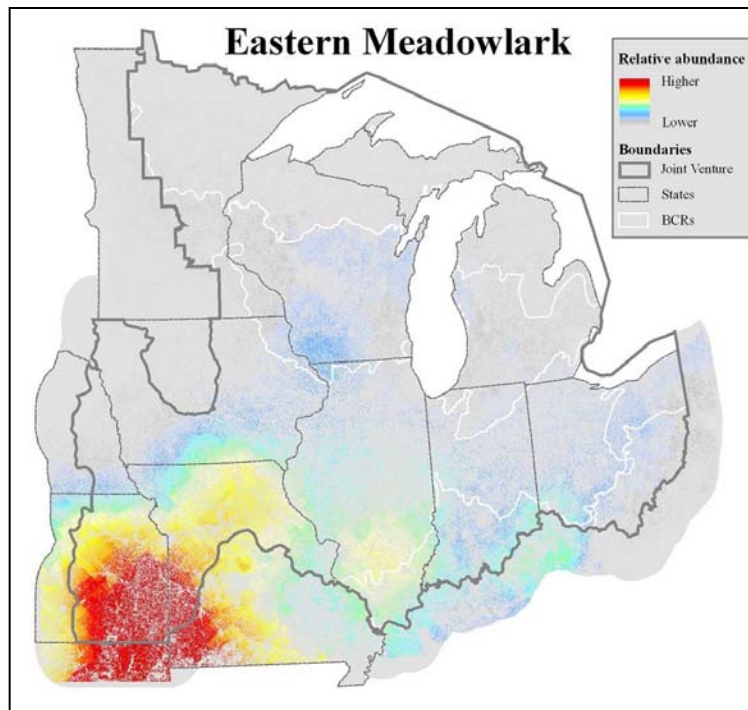 Eastern Meadowlark
Relative abundance
Higher
Lower
Boundaries
Joint Venture
States
BCRs